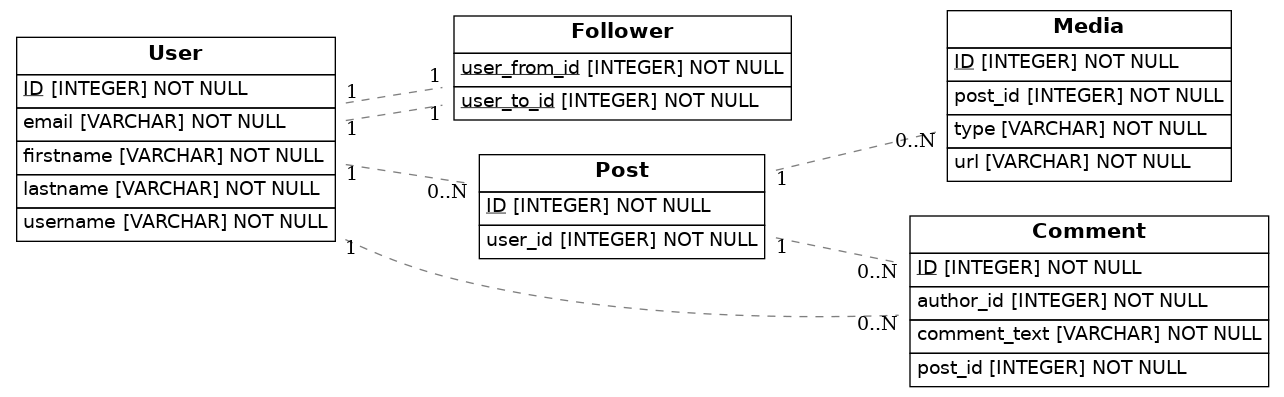 User
ID [INTEGER] NOT NULL
email [VARCHAR] NOT NULL
firstname [VARCHAR] NOT NULL
lastname [VARCHAR] NOT NULL
username [VARCHAR] NOT NULL
1
1
1
1
1
1
0..N
0..N
Follower
user_from_id [INTEGER] NOT NULL
user_to_id [INTEGER] NOT NULL
Post
ID [INTEGER] NOT NULL
user_id [INTEGER] NOT NULL
1
0..N
1
0..N
Media
ID [INTEGER] NOT NULL
post_id [INTEGER] NOT NULL
type [VARCHAR] NOT NULL
url [VARCHAR] NOT NULL
Comment
ID [INTEGER] NOT NULL
author_id [INTEGER] NOT NULL
comment_text [VARCHAR] NOT NULL
post_id [INTEGER] NOT NULL